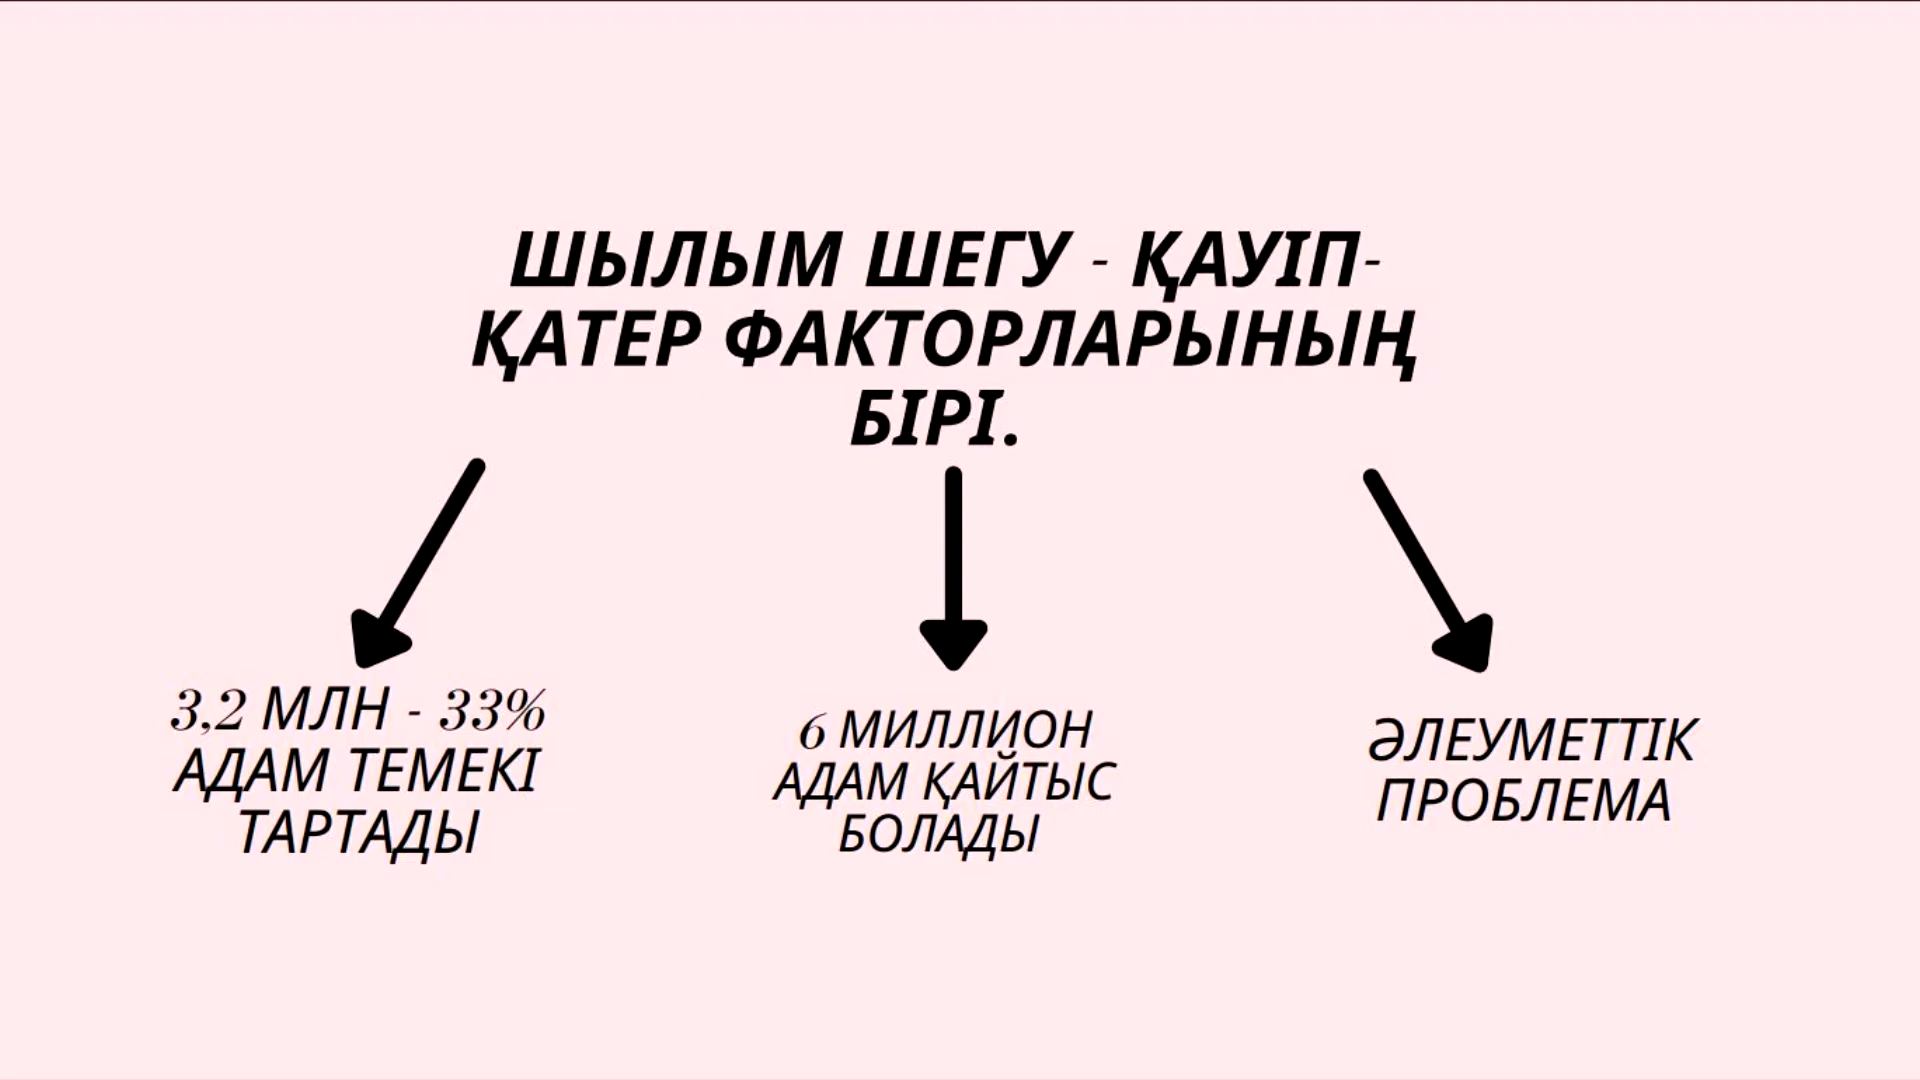 ШЫЛЫМ ШЕГУ - ҚАУІП-
ҚАТЕР ФАКТОРЛАРЫНЫҢ
БІРІ.
3,2 МЛН - 33%
АДАМ ТЕМЕКІ
ТАРТАДЫ
6 МИЛЛИОН
АДАМ ҚАЙТЫС
БОЛАДЫ
ӘЛЕУМЕТТІК
ПРОБЛЕМА